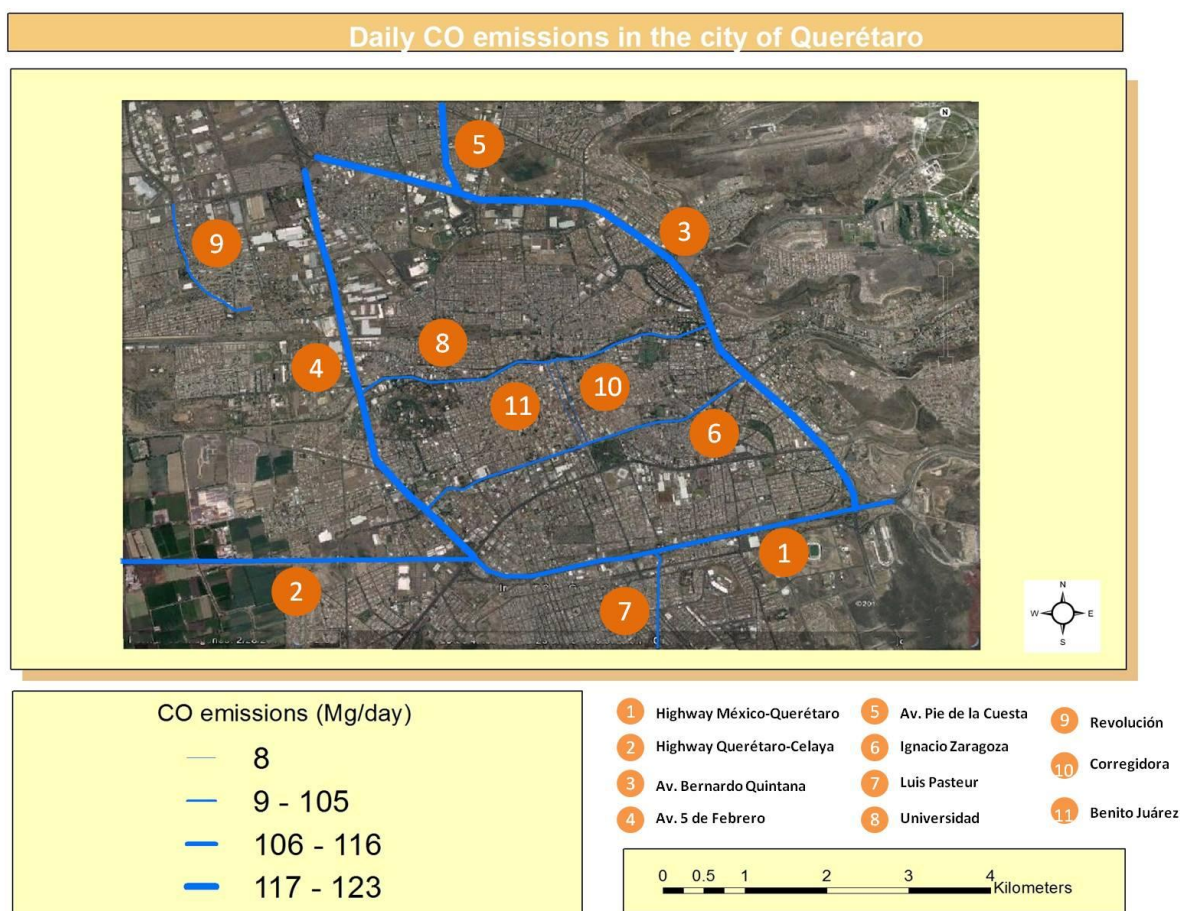 Daily CO emissions in the city of Querétaro
N
5
3
9
8
4
10
11
6
1
2
7
©201
N
W
E
S
CO emissions (Mg/day)
8
9 - 105
106 - 116
117 - 123
1 Highway México-Querétaro
2 Highway Querétaro-Celaya
3 Av. Bernardo Quintana
4 Av. 5 de Febrero
5 Av. Pie de la Cuesta
6 Ignacio Zaragoza
7 Luis Pasteur
8 Universidad
9 Revolución
10 Corregidora
11 Benito Juárez
0 0.5 1 2 3 4
Kilometers